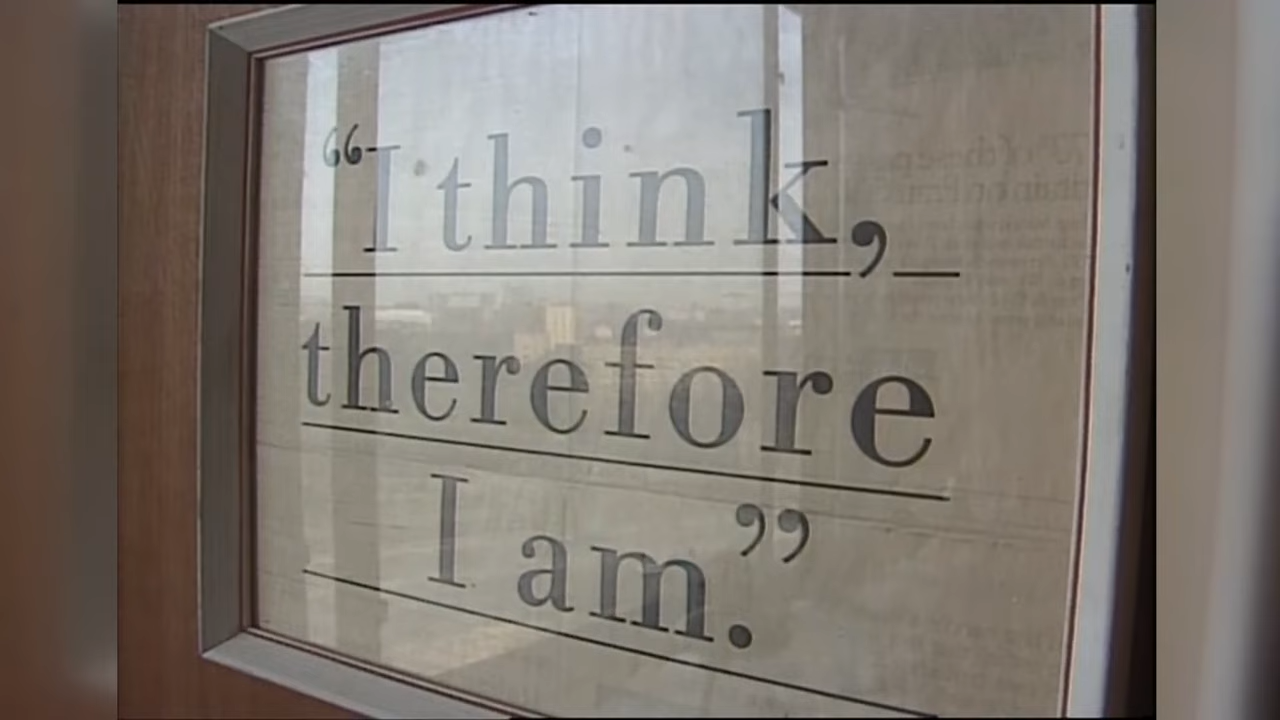 “I think,
therefore
I am.”